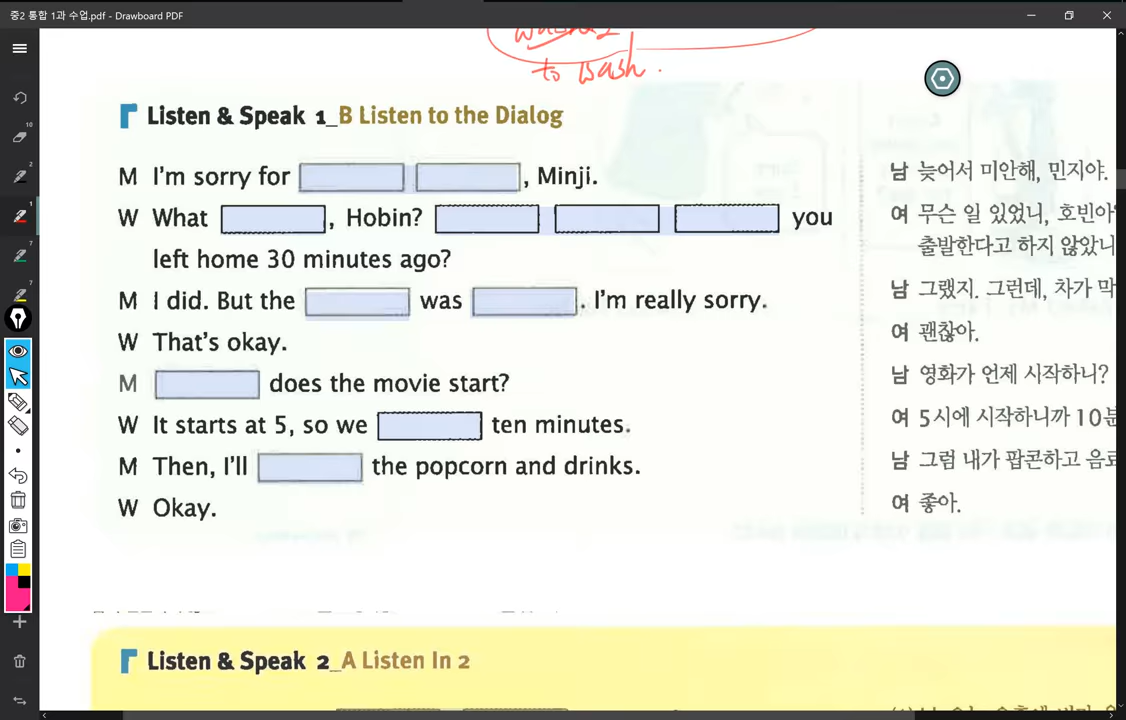 중2 통합 1과 수업.pdf - Drawboard PDF
to wash.
Listen & Speak 1_B Listen to the Dialog
M I'm sorry for , Minji.
W What , Hobin? you
left home 30 minutes ago?
M I did. But the was . I'm really sorry.
W That's okay.
M does the movie start?
W It starts at 5, so we ten minutes.
M Then, I'll the popcorn and drinks.
W Okay.
남 늦어서 미안해, 민지야.
여 무슨 일 있었니, 호빈아
출발한다고 하지 않았니
남 그랬지. 그런데, 차가 막
여 괜찮아.
남 영화가 언제 시작하니?
여 5시에 시작하니까 10분
남 그럼 내가 팝콘하고 음료
여 좋아.
Listen & Speak 2_A Listen In 2